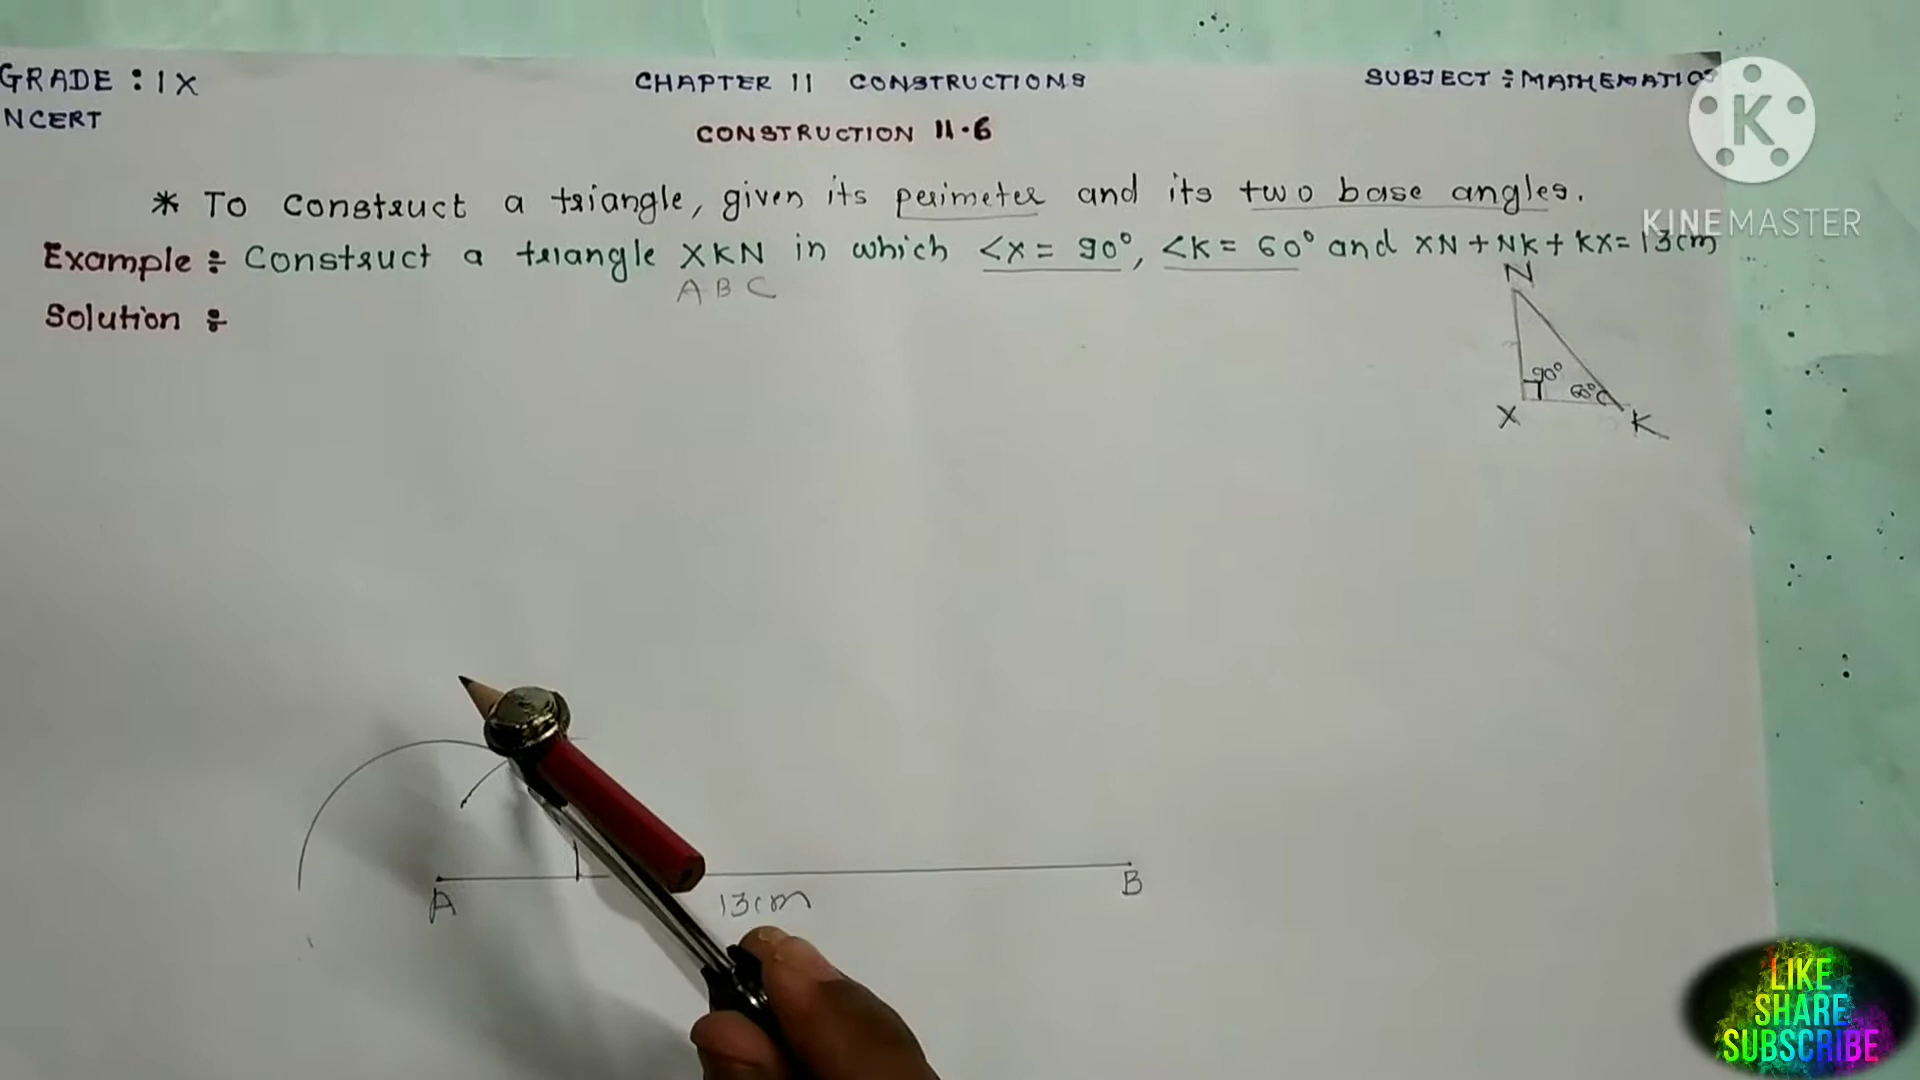 GRADE : IX
CHAPTER 11 CONSTRUCTIONS
SUBJECT : MATHEMATICS
NCERT
CONSTRUCTION 11.6
K
KINEMASTER
* To construct a triangle, given its perimeter and its two base angles.
Example :- Construct a triangle XKN in which <X = 90°, <K = 60° and XN + NK + KX = 13cm
A B C
Solution :-
N
90°
60°
X
K
A
13cm
B
LIKE
SHARE
SUBSCRIBE